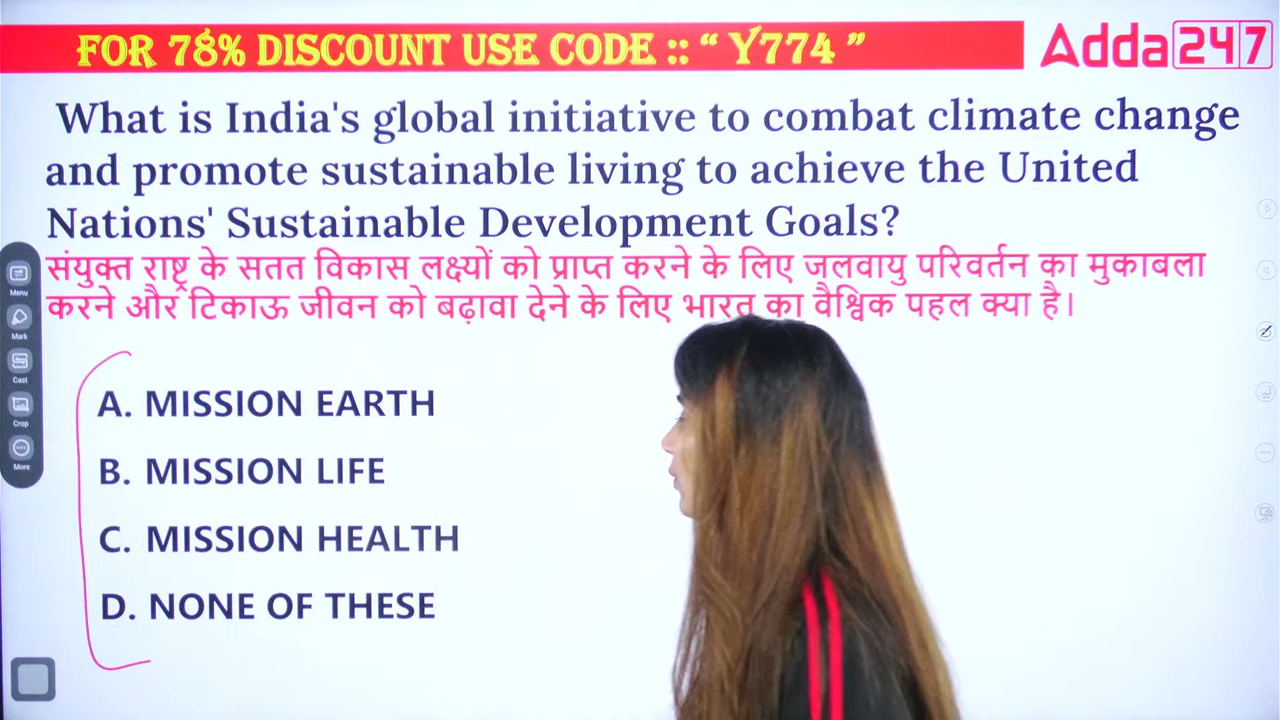 FOR 78% DISCOUNT USE CODE :: “ Y774 ”
Adda247
What is India's global initiative to combat climate change
and promote sustainable living to achieve the United
Nations' Sustainable Development Goals?
संयुक्त राष्ट्र के सतत विकास लक्ष्यों को प्राप्त करने के लिए जलवायु परिवर्तन का मुकाबला
करने और टिकाऊ जीवन को बढ़ावा देने के लिए भारत का वैश्विक पहल क्या है।
Menu
Mark
Cast
Crop
More
A. MISSION EARTH
B. MISSION LIFE
C. MISSION HEALTH
D. NONE OF THESE